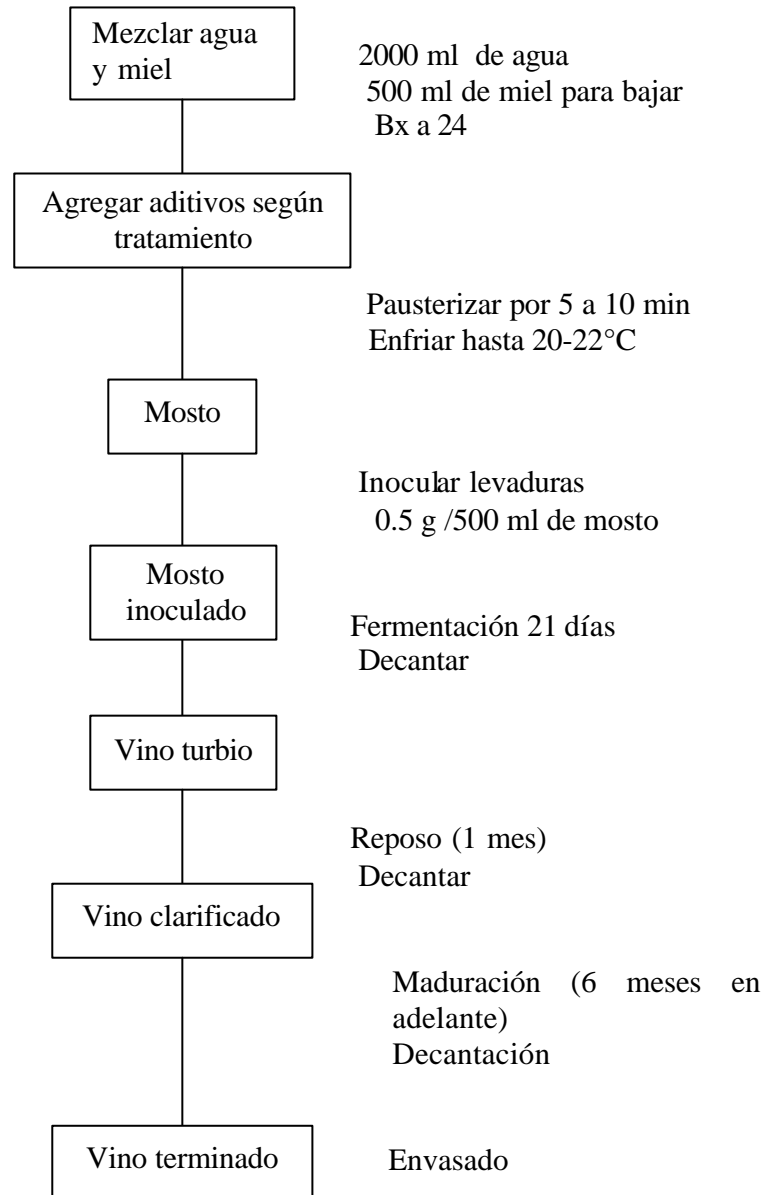 Mezclar agua
y miel
2000 ml de agua
500 ml de miel para bajar
Bx a 24
Agregar aditivos según
tratamiento
Pausterizar por 5 a 10 min
Enfriar hasta 20-22°C
Mosto
Inocular levaduras
0.5 g /500 ml de mosto
Mosto
inoculado
Fermentación 21 días
Decantar
Vino turbio
Reposo (1 mes)
Decantar
Vino clarificado
Maduración (6 meses en
adelante)
Decantación
Vino terminado
Envasado